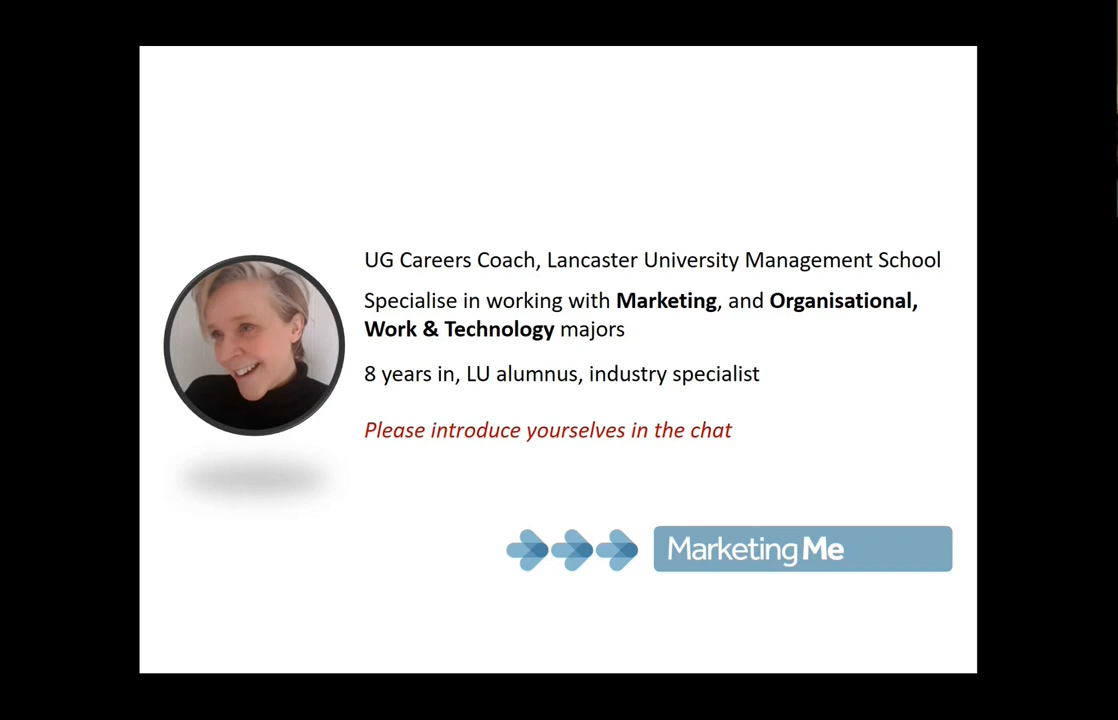 UG Careers Coach, Lancaster University Management School
Specialise in working with Marketing, and Organisational,
Work & Technology majors
8 years in, LU alumnus, industry specialist
Please introduce yourselves in the chat
MarketingMe